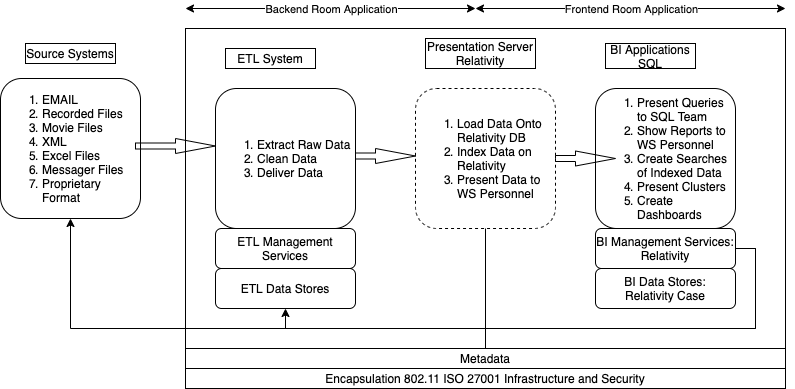 Backend Room Application
Frontend Room Application
Source Systems
ETL System
Presentation Server
Relativity
BI Applications
SQL
1. EMAIL
2. Recorded Files
3. Movie Files
4. XML
5. Excel Files
6. Messager Files
7. Proprietary
Format
1. Extract Raw Data
2. Clean Data
3. Deliver Data
1. Load Data Onto
Relativity DB
2. Index Data on
Relativity
3. Present Data to
WS Personnel
1. Present Queries
to SQL Team
2. Show Reports to
WS Personnel
3. Create Searches
of Indexed Data
4. Present Clusters
5. Create
Dashboards
ETL Management
Services
ETL Data Stores
BI Management Services:
Relativity
BI Data Stores:
Relativity Case
Metadata
Encapsulation 802.11 ISO 27001 Infrastructure and Security